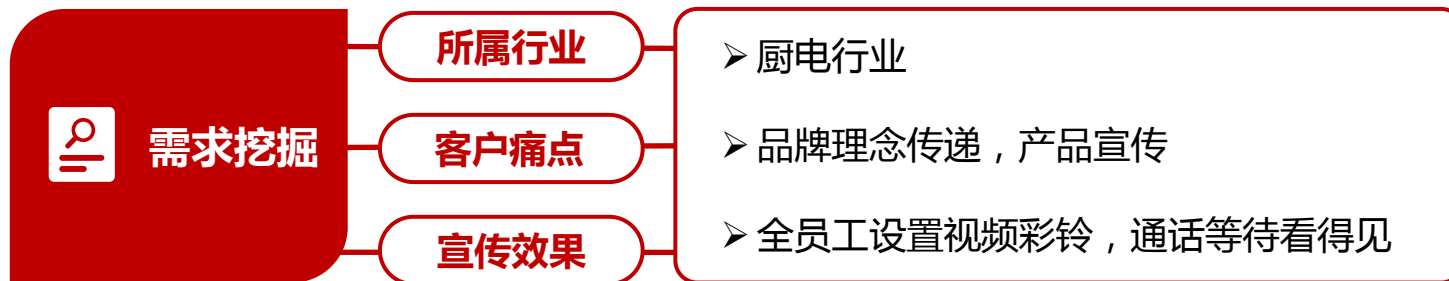 需求挖掘
所属行业
厨电行业
客户痛点
品牌理念传递，产品宣传
宣传效果
全员工设置视频彩铃，通话等待看得见